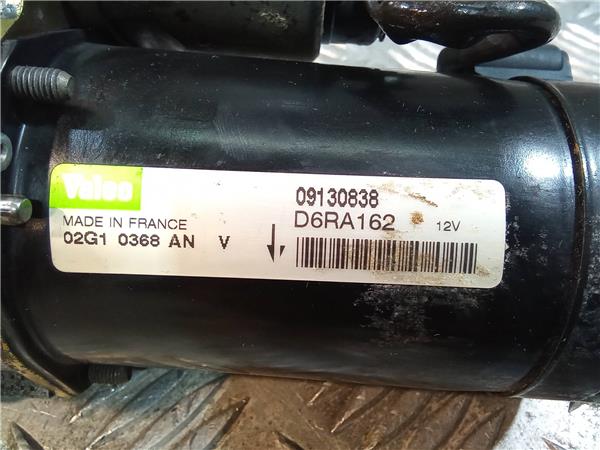 Valeo
09130838
MADE IN FRANCE
D6RA162 12V
02G1 0368 AN V